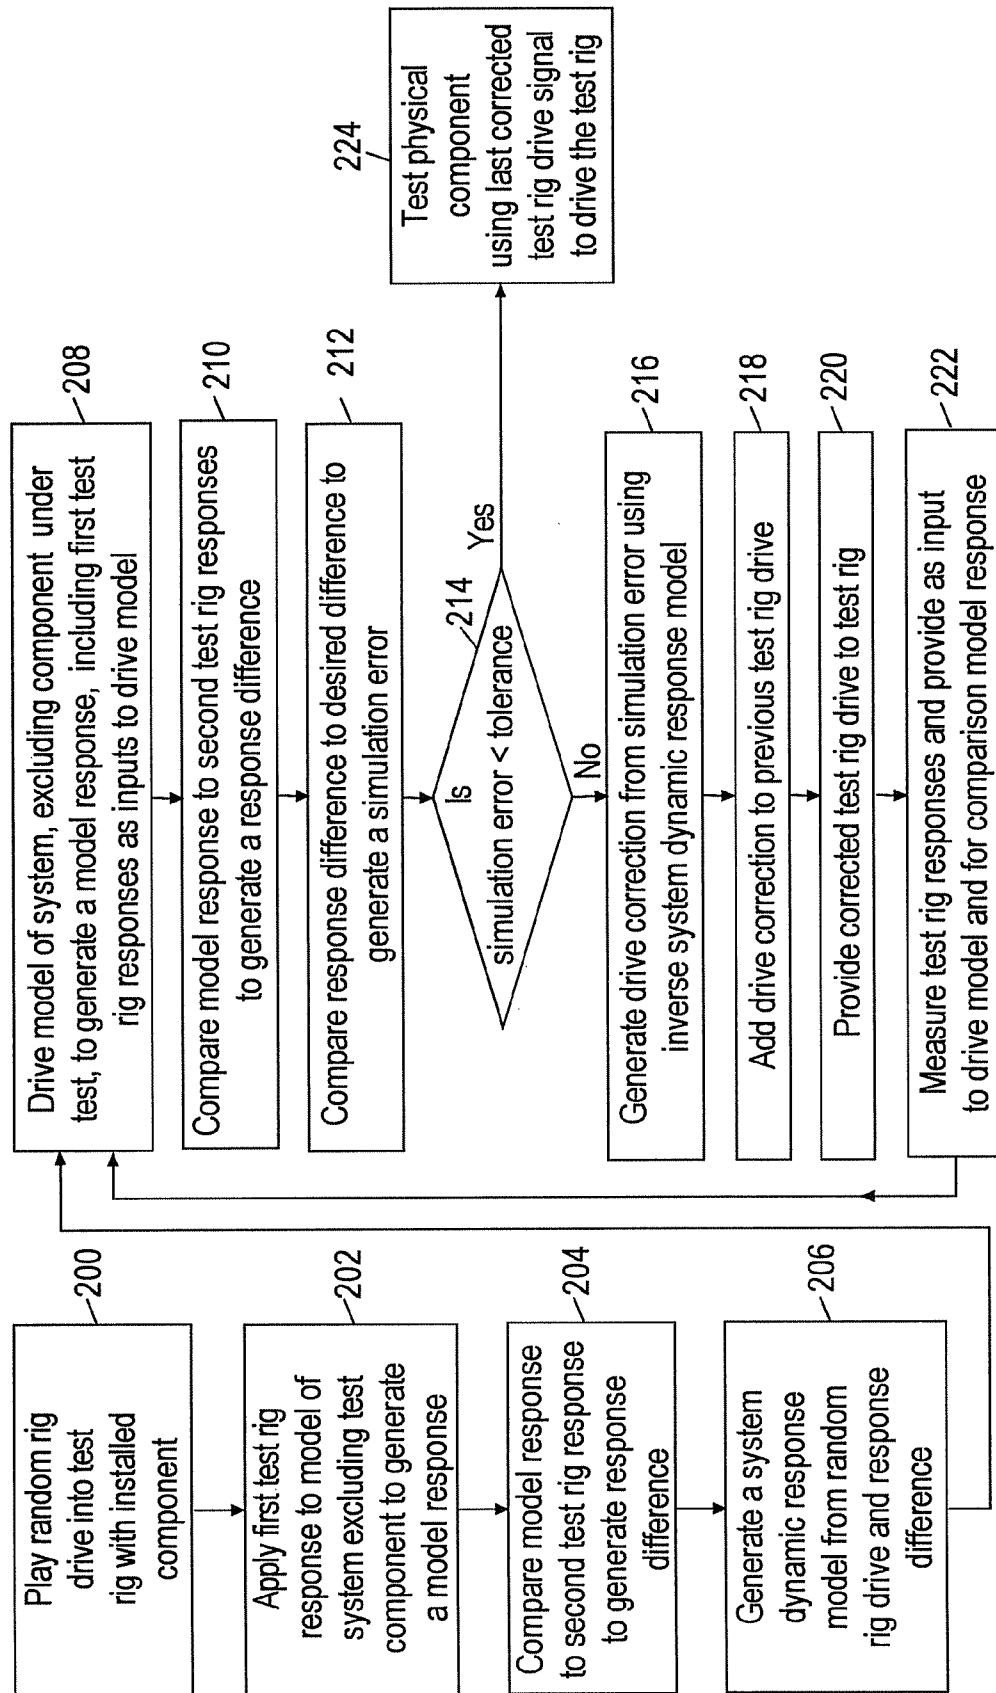 Play random rig
drive into test
rig with installed
component
200
Apply first test rig
response to model of
system excluding test
component to generate
a model response
202
Compare model response
to second test rig response
to generate response
difference
204
Generate a system
dynamic response
model from random
rig drive and response
difference
206
Drive model of system, excluding component under
test, to generate a model response, including first test
rig responses as inputs to drive model
208
Compare model response to second test rig responses
to generate a response difference
210
Compare response difference to desired difference to
generate a simulation error
212
Is
simulation error < tolerance
214
Yes
No
Generate drive correction from simulation error using
inverse system dynamic response model
216
Add drive correction to previous test rig drive
218
Provide corrected test rig drive to test rig
220
Measure test rig responses and provide as input
to drive model and for comparison model response
222
Test physical
component
using last corrected
test rig drive signal
to drive the test rig
224